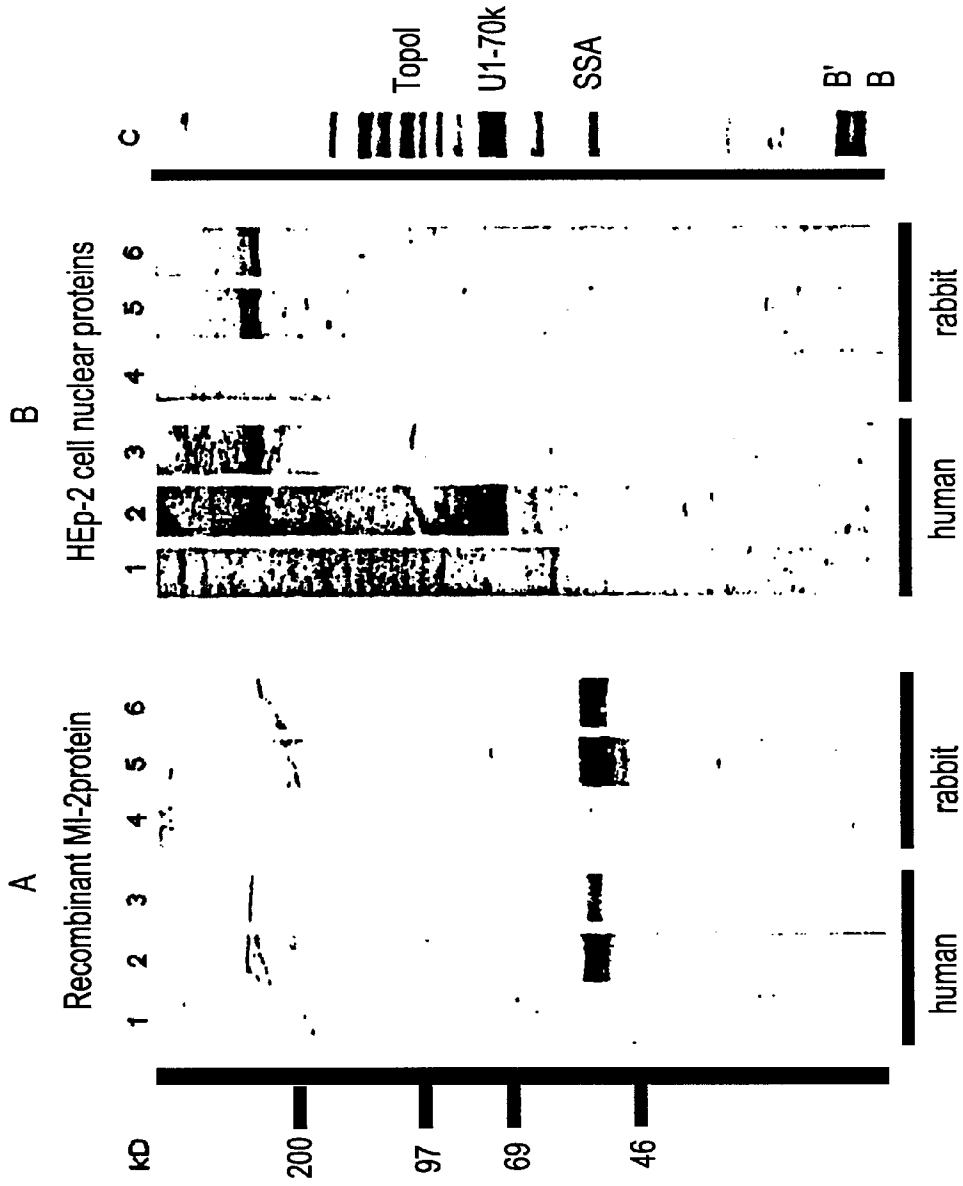 A
Recombinant MI-2protein
kD 1 2 3 4 5 6
200
97
69
46
human rabbit
B
HEp-2 cell nuclear proteins
1 2 3 4 5 6
human rabbit
C
Topol
U1-70k
SSA
B'
B